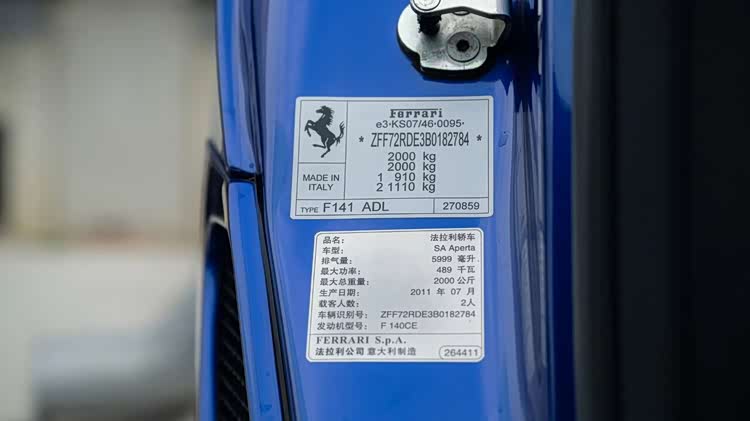 Ferrari
e3*KS07/46*0095*
* ZFF72RDE3B0182784 *
2000 kg
2000 kg
1 910 kg
2 1110 kg
MADE IN
ITALY
TYPE F141 ADL
270859
品名: 法拉利轿车
车型: SA Aperta
排气量: 5999 毫升
最大功率: 489 千瓦
最大总重量: 2000 公斤
生产日期: 2011 年 07 月
载客人数: 2人
车辆识别号: ZFF72RDE3B0182784
发动机型号: F 140CE
FERRARI S.p.A.
法拉利公司 意大利制造
264411